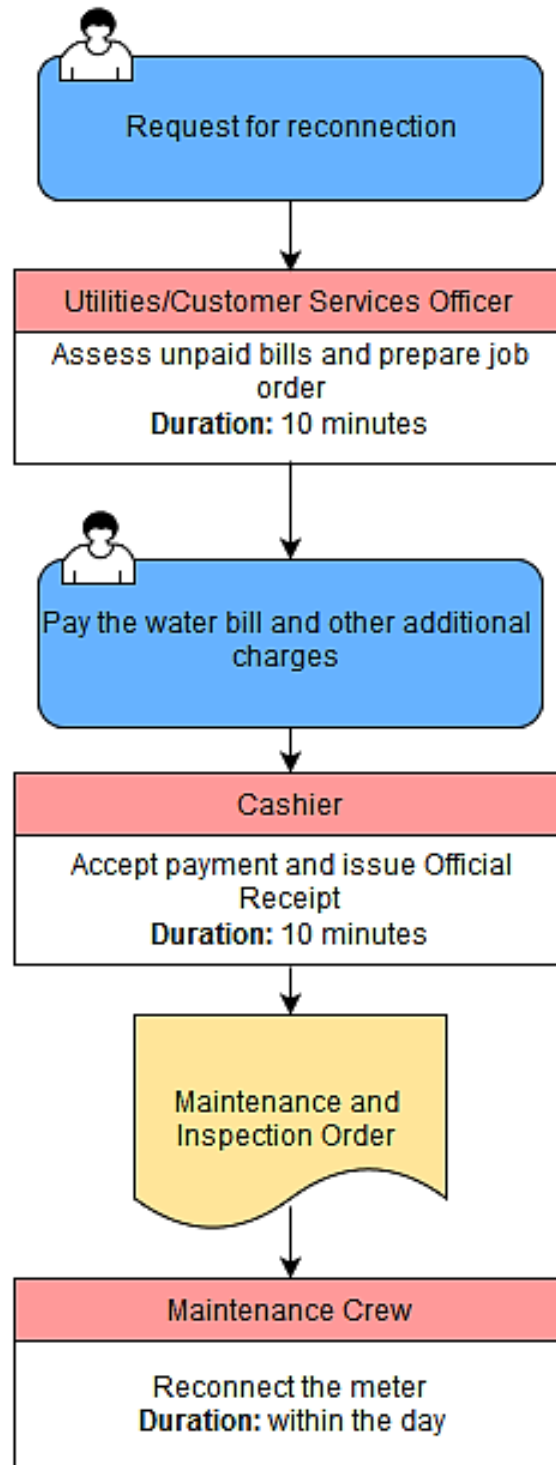 Request for reconnection
Utilities/Customer Services Officer
Assess unpaid bills and prepare job
order
Duration: 10 minutes
Pay the water bill and other additional
charges
Cashier
Accept payment and issue Official
Receipt
Duration: 10 minutes
Maintenance and
Inspection Order
Maintenance Crew
Reconnect the meter
Duration: within the day